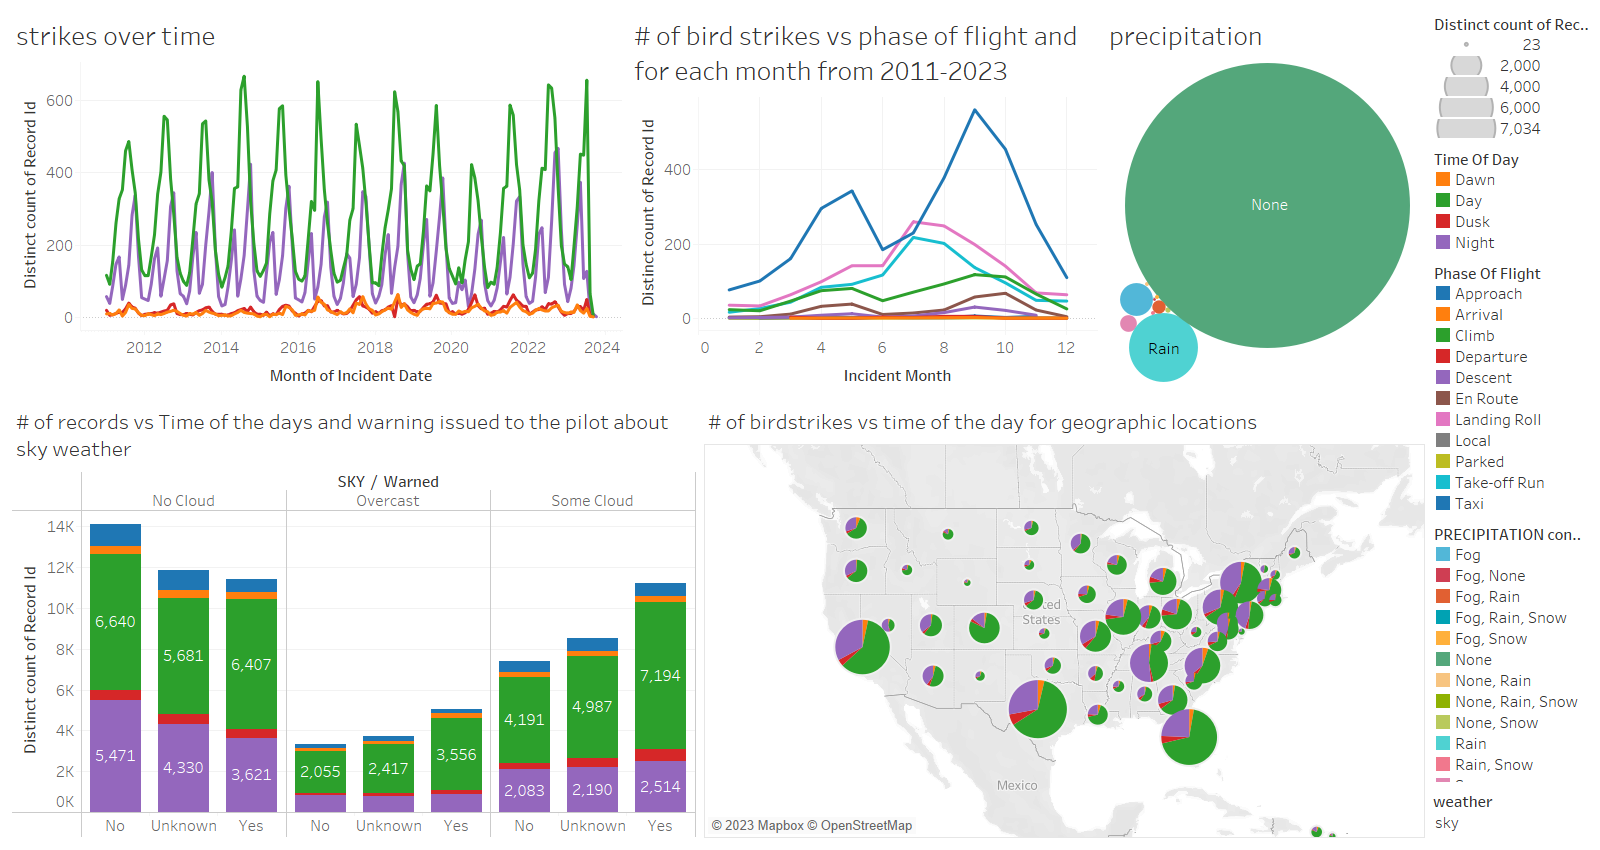 strikes over time
Distinct count of Record Id
600
400
200
0
2012 2014 2016 2018 2020 2022 2024
Month of Incident Date
# of bird strikes vs phase of flight and
for each month from 2011-2023
Distinct count of Record Id
400
200
0
0 2 4 6 8 10 12
Incident Month
precipitation
None
Rain
# of records vs Time of the days and warning issued to the pilot about
sky weather
SKY / Warned
No Cloud Overcast Some Cloud
Distinct count of Record Id
14K
12K
10K
8K
6K
4K
2K
0K
6,640
5,471
5,681
4,330
6,407
3,621
2,055
2,417
3,556
4,191
2,083
4,987
2,190
7,194
2,514
No Unknown Yes No Unknown Yes No Unknown Yes
# of birdstrikes vs time of the day for geographic locations
States
Mexico
© 2023 Mapbox © OpenStreetMap
Distinct count of Rec..
23
2,000
4,000
6,000
7,034
Time Of Day
Dawn
Day
Dusk
Night
Phase Of Flight
Approach
Arrival
Climb
Departure
Descent
En Route
Landing Roll
Local
Parked
Take-off Run
Taxi
PRECIPITATION con..
Fog
Fog, None
Fog, Rain
Fog, Rain, Snow
Fog, Snow
None
None, Rain
None, Rain, Snow
None, Snow
Rain
Rain, Snow
weather
sky